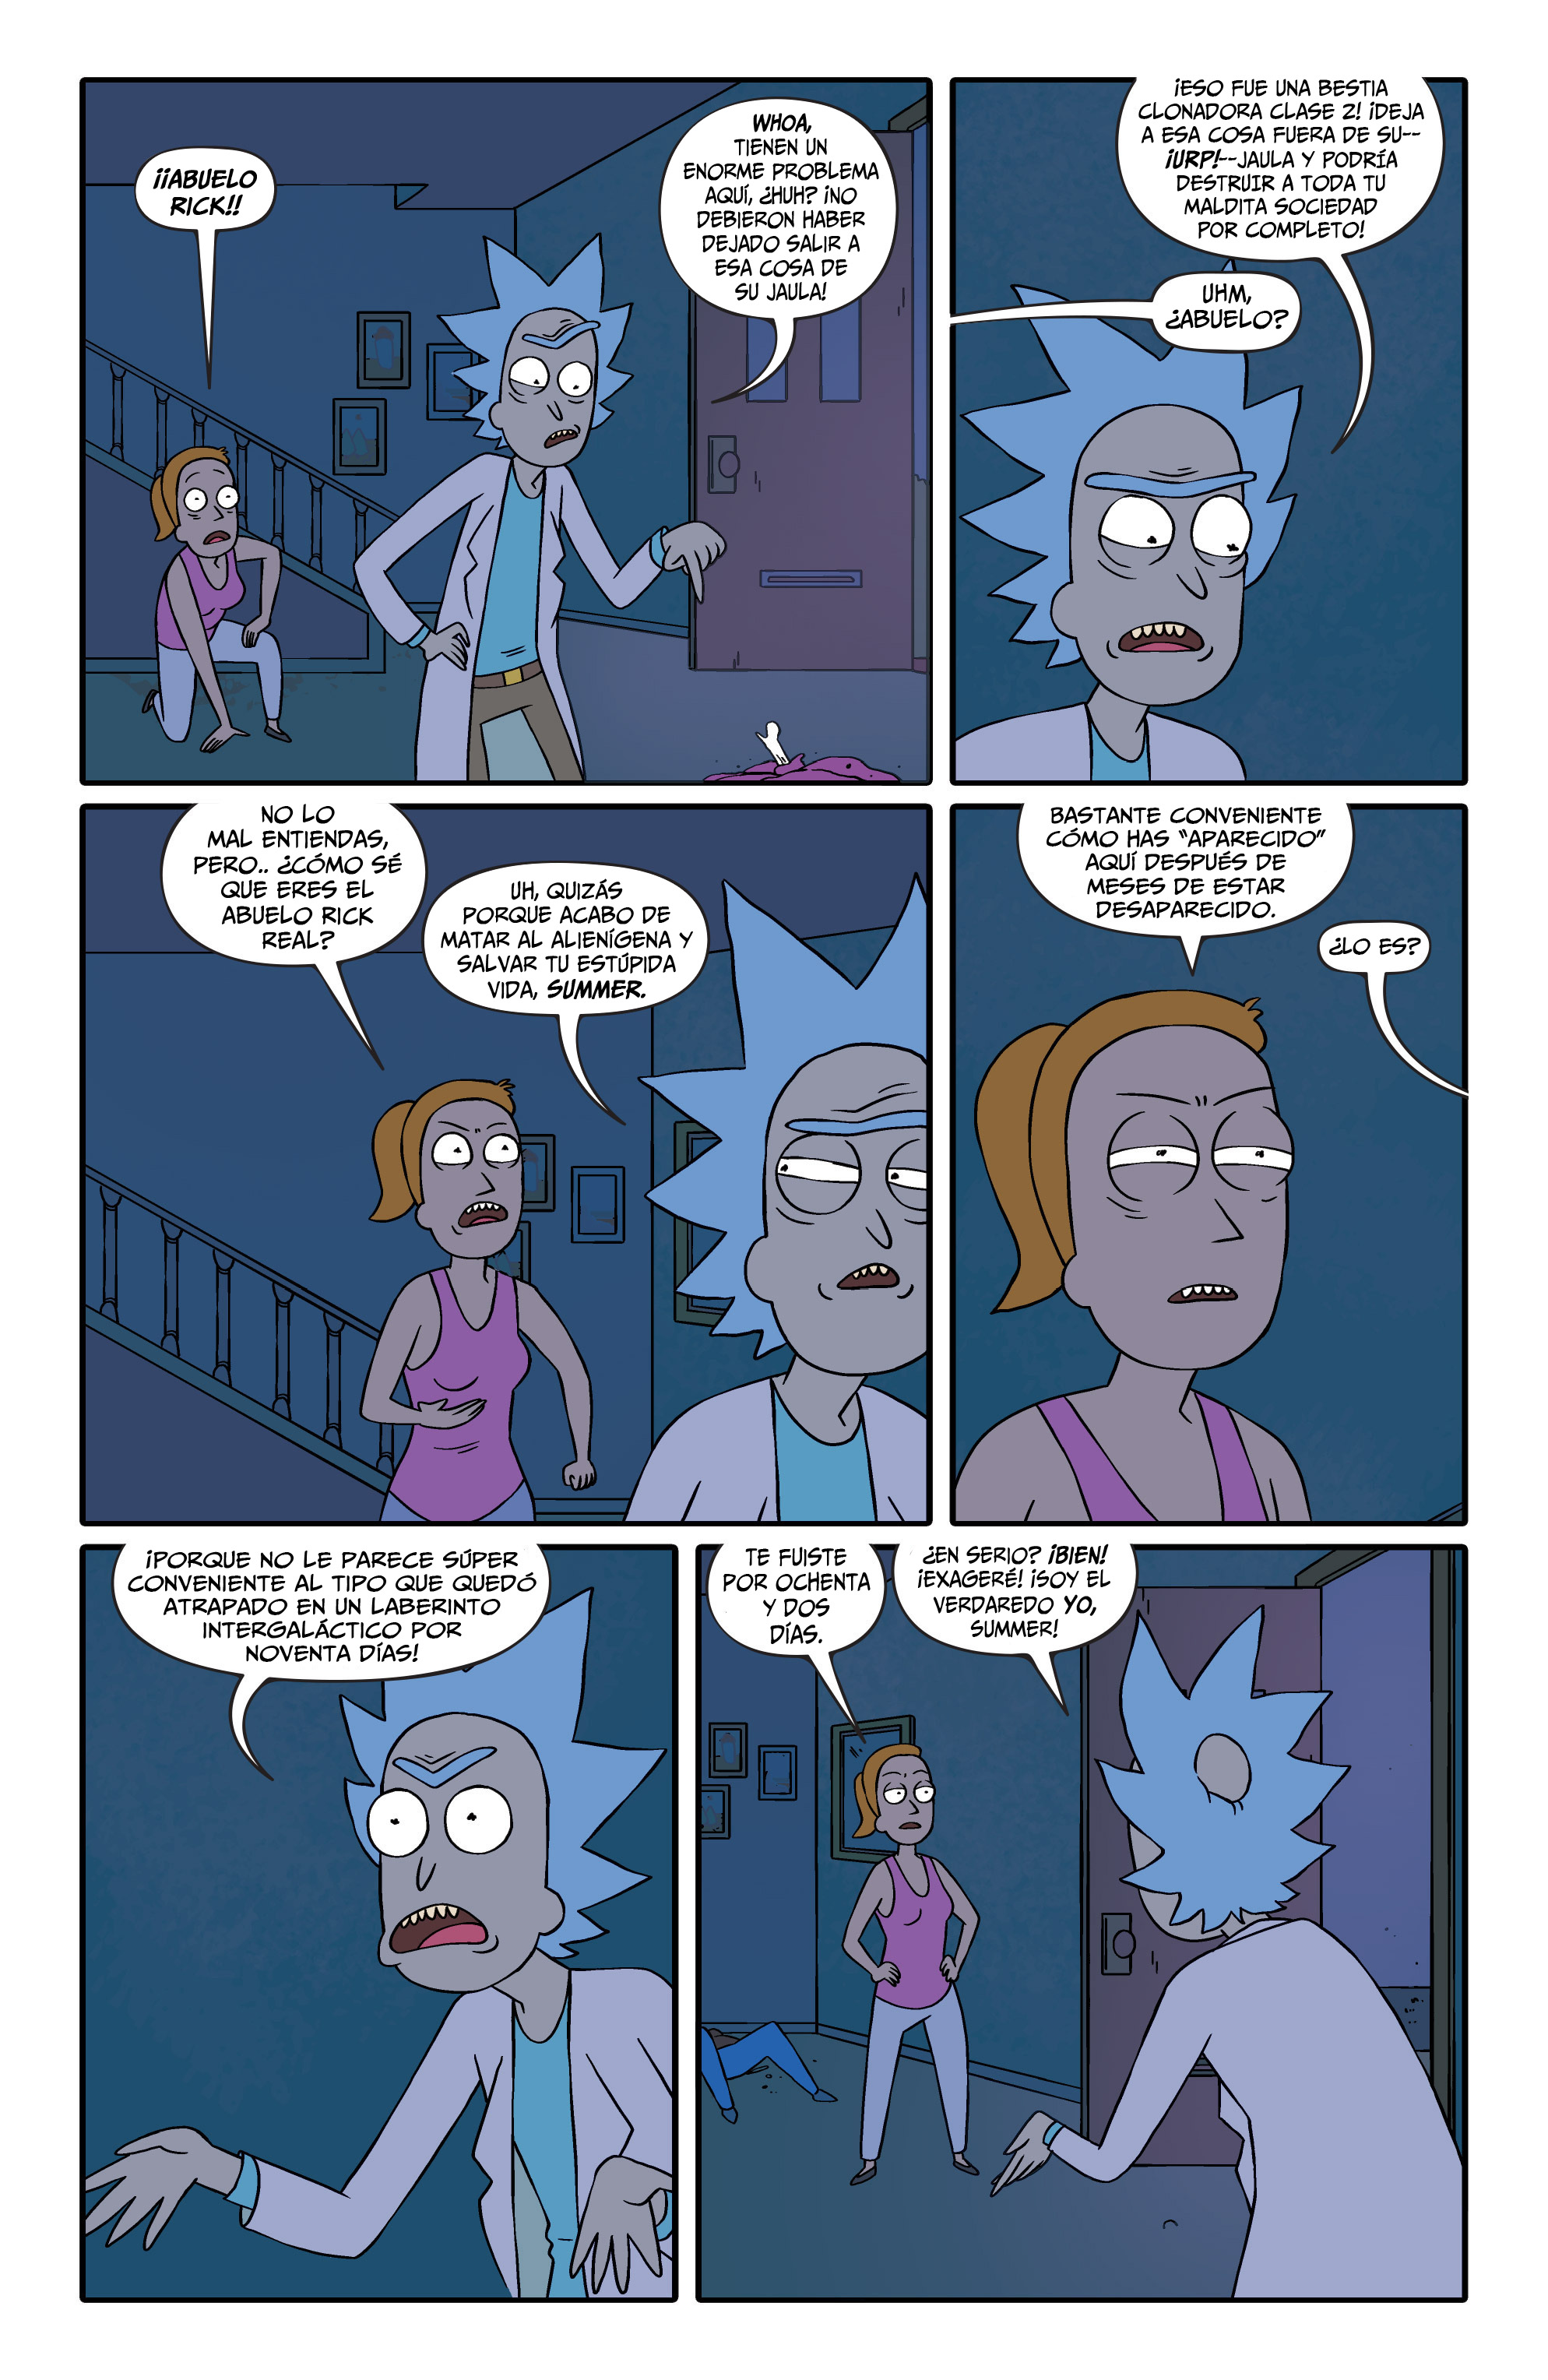 ¡¡ABUELO
RICK!!
WHOA,
TIENEN UN
ENORME PROBLEMA
AQUÍ, ¿HUH? ¡NO
DEBIERON HABER
DEJADO SALIR A
ESA COSA DE
SU JAULA!
¡ESO FUE UNA BESTIA
CLONADORA CLASE 2! ¡DEJA
A ESA COSA FUERA DE SU--
¡URP!--JAULA Y PODRÍA
DESTRUIR A TODA TU
MALDITA SOCIEDAD
POR COMPLETO!
UHM,
¿ABUELO?
NO LO
MAL ENTIENDAS,
PERO.. ¿CÓMO SÉ
QUE ERES EL
ABUELO RICK
REAL?
UH, QUIZÁS
PORQUE ACABO DE
MATAR AL ALIENÍGENA Y
SALVAR TU ESTÚPIDA
VIDA, SUMMER.
BASTANTE CONVENIENTE
CÓMO HAS "APARECIDO"
AQUÍ DESPUÉS DE
MESES DE ESTAR
DESAPARECIDO.
¿LO ES?
¡PORQUE NO LE PARECE SÚPER
CONVENIENTE AL TIPO QUE QUEDÓ
ATRAPADO EN UN LABERINTO
INTERGALÁCTICO POR
NOVENTA DÍAS!
TE FUISTE
POR OCHENTA
Y DOS
DÍAS.
¿EN SERIO? ¡BIEN!
¡EXAGERÉ! ¡SOY EL
VERDAREDO YO,
SUMMER!